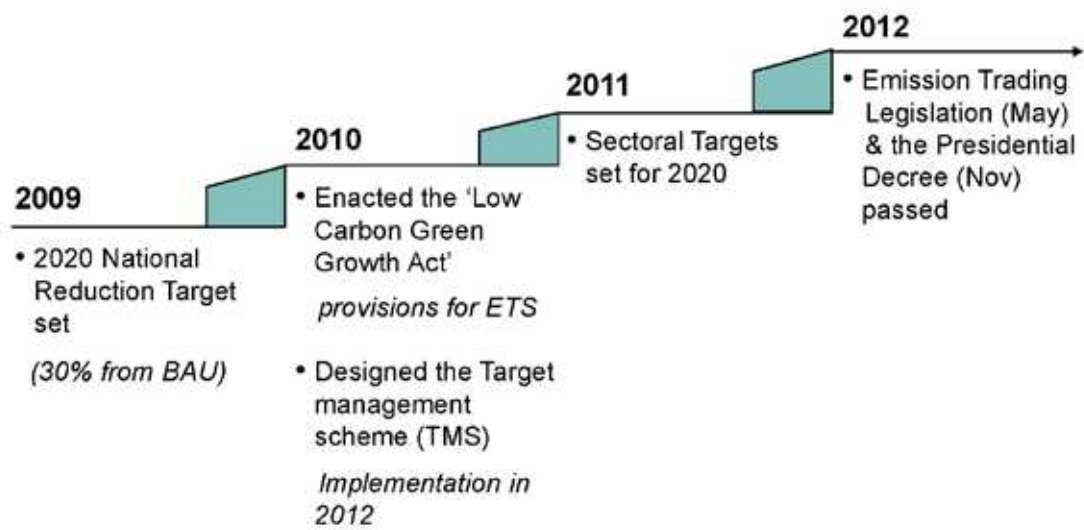 2009
• 2020 National
Reduction Target
set
(30% from BAU)
2010
• Enacted the ‘Low
Carbon Green
Growth Act’
provisions for ETS
• Designed the Target
management
scheme (TMS)
Implementation in
2012
2011
• Sectoral Targets
set for 2020
2012
• Emission Trading
Legislation (May)
& the Presidential
Decree (Nov)
passed